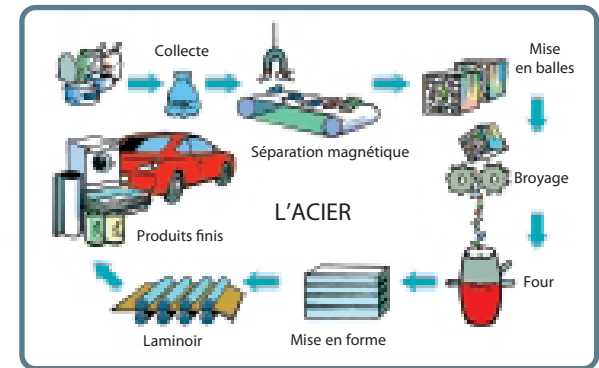 Collecte
Mise
en balles
Séparation magnétique
Broyage
L'ACIER
Produits finis
Four
Laminoir
Mise en forme